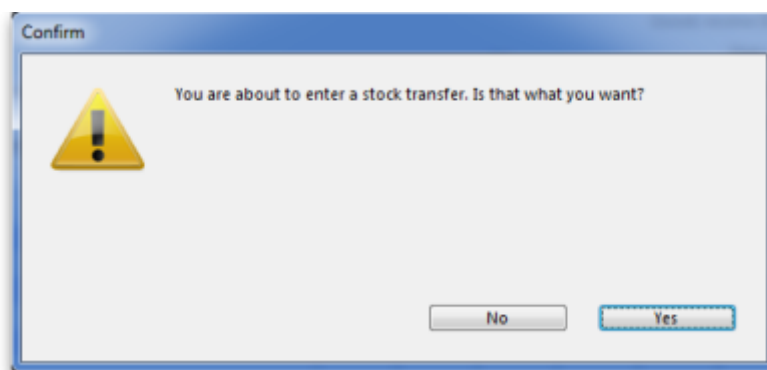 Confirm
You are about to enter a stock transfer. Is that what you want?
No
Yes